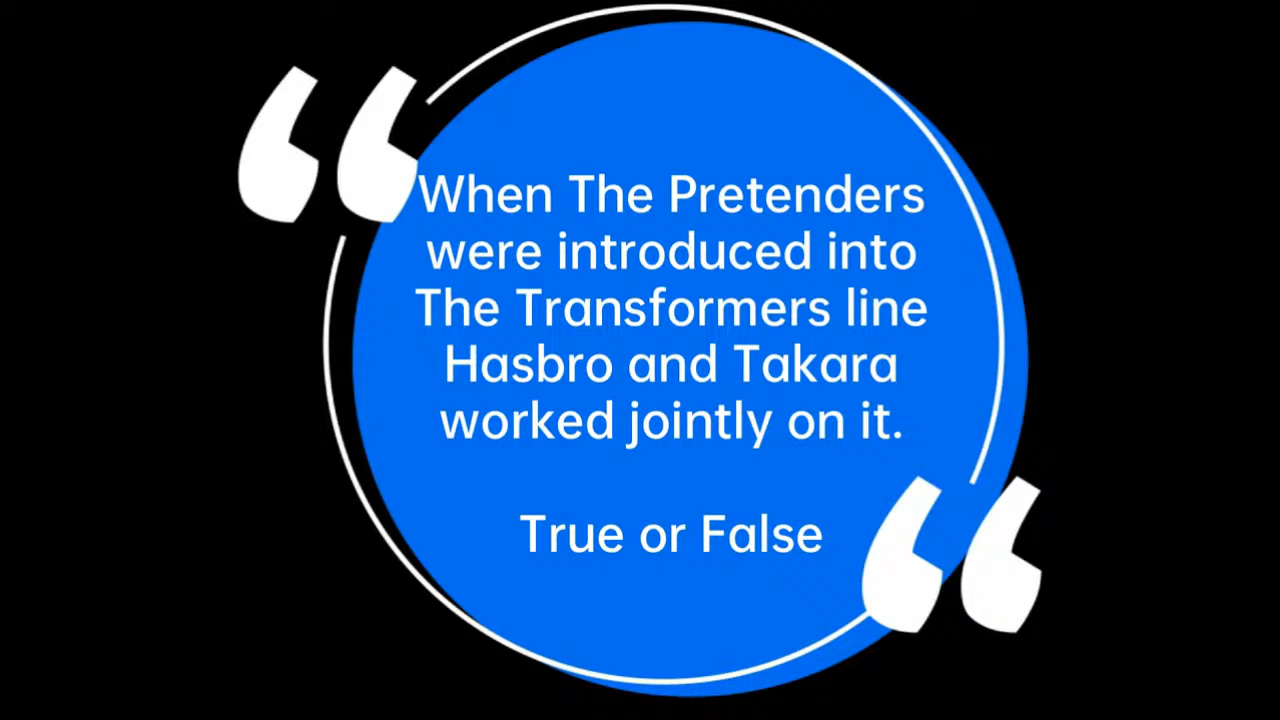 When The Pretenders
were introduced into
The Transformers line
Hasbro and Takara
worked jointly on it.
True or False